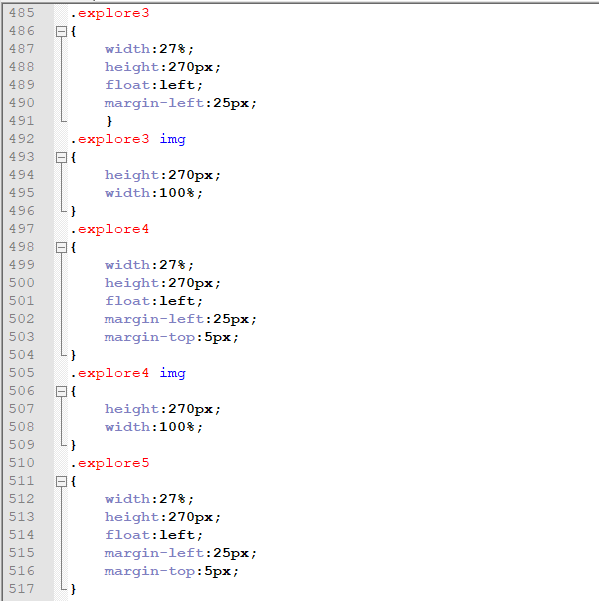 485 .explore3
486 {
487 width:27%;
488 height:270px;
489 float:left;
490 margin-left:25px;
491 }
492 .explore3 img
493 {
494 height:270px;
495 width:100%;
496 }
497 .explore4
498 {
499 width:27%;
500 height:270px;
501 float:left;
502 margin-left:25px;
503 margin-top:5px;
504 }
505 .explore4 img
506 {
507 height:270px;
508 width:100%;
509 }
510 .explore5
511 {
512 width:27%;
513 height:270px;
514 float:left;
515 margin-left:25px;
516 margin-top:5px;
517 }